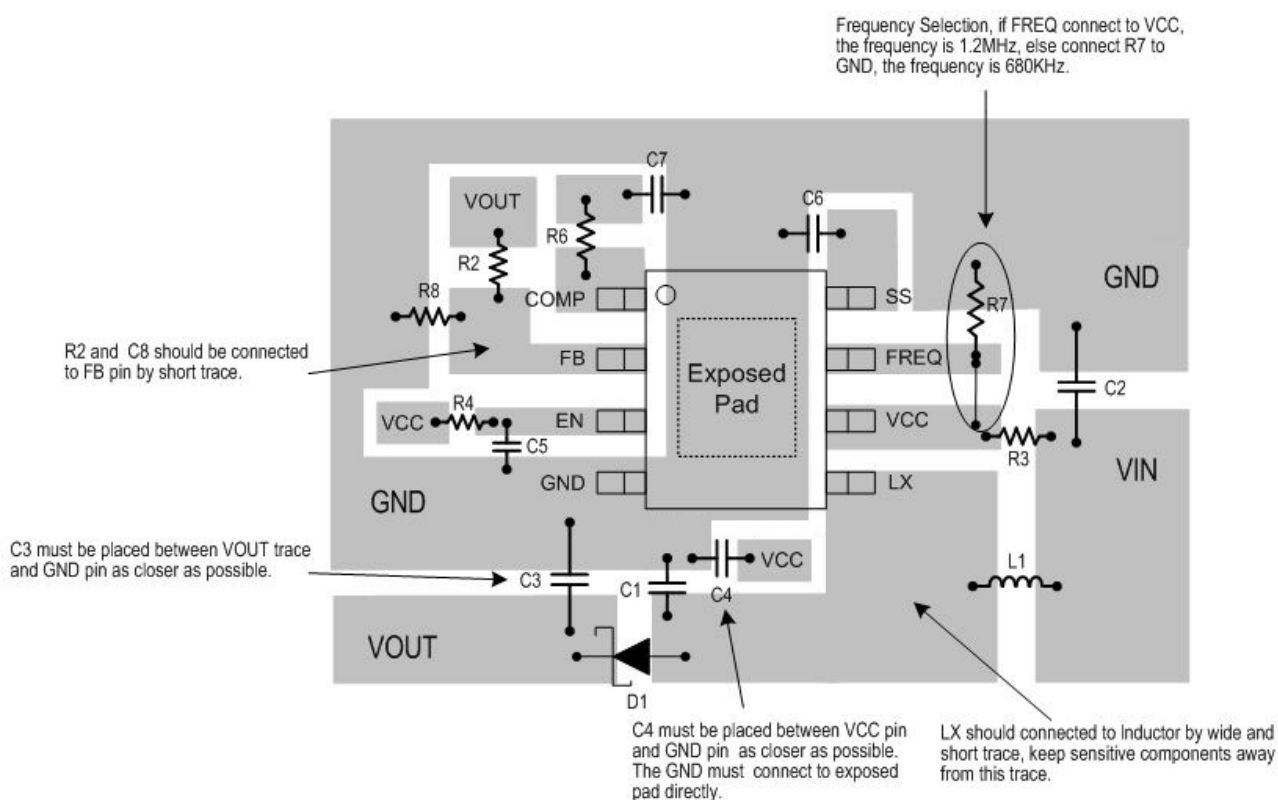 Frequency Selection, if FREQ connect to VCC,
the frequency is 1.2MHz, else connect R7 to
GND, the frequency is 680KHz.
C7
C6
VOUT
R6
R2
GND
R7
R8
COMP
SS
R2 and C8 should be connected
to FB pin by short trace.
FB
Exposed
Pad
FREQ
C2
R4
VCC
EN
VCC
C5
R3
VIN
GND
GND
LX
C3 must be placed between VOUT trace
and GND pin as closer as possible.
C3
C1
C4
VCC
L1
VOUT
D1
C4 must be placed between VCC pin
and GND pin as closer as possible.
The GND must connect to exposed
pad directly.
LX should connected to Inductor by wide and
short trace, keep sensitive components away
from this trace.